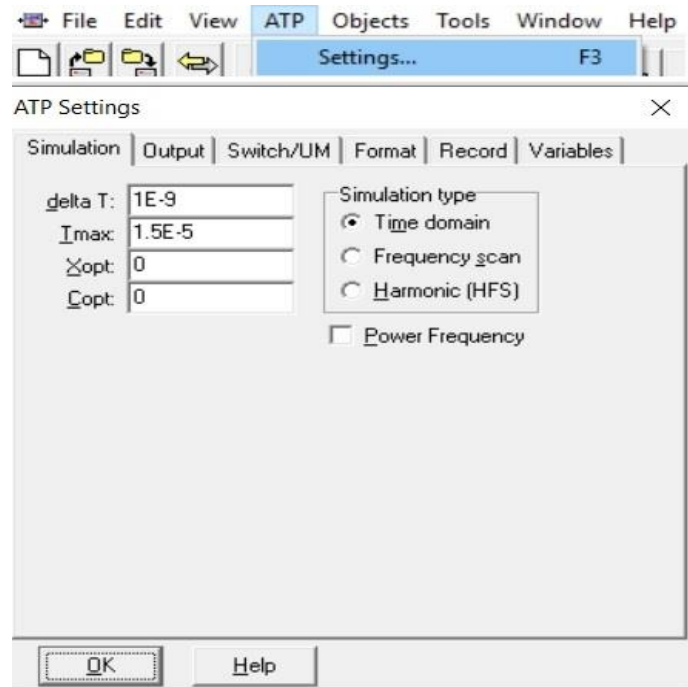 File Edit View ATP Objects Tools Window Help
Settings... F3
ATP Settings
Simulation Output Switch/UM Format Record Variables
delta T: 1E-9
Tmax: 1.5E-5
Xopt: 0
Copt: 0
Simulation type
Time domain
Frequency scan
Harmonic (HFS)
Power Frequency
OK Help